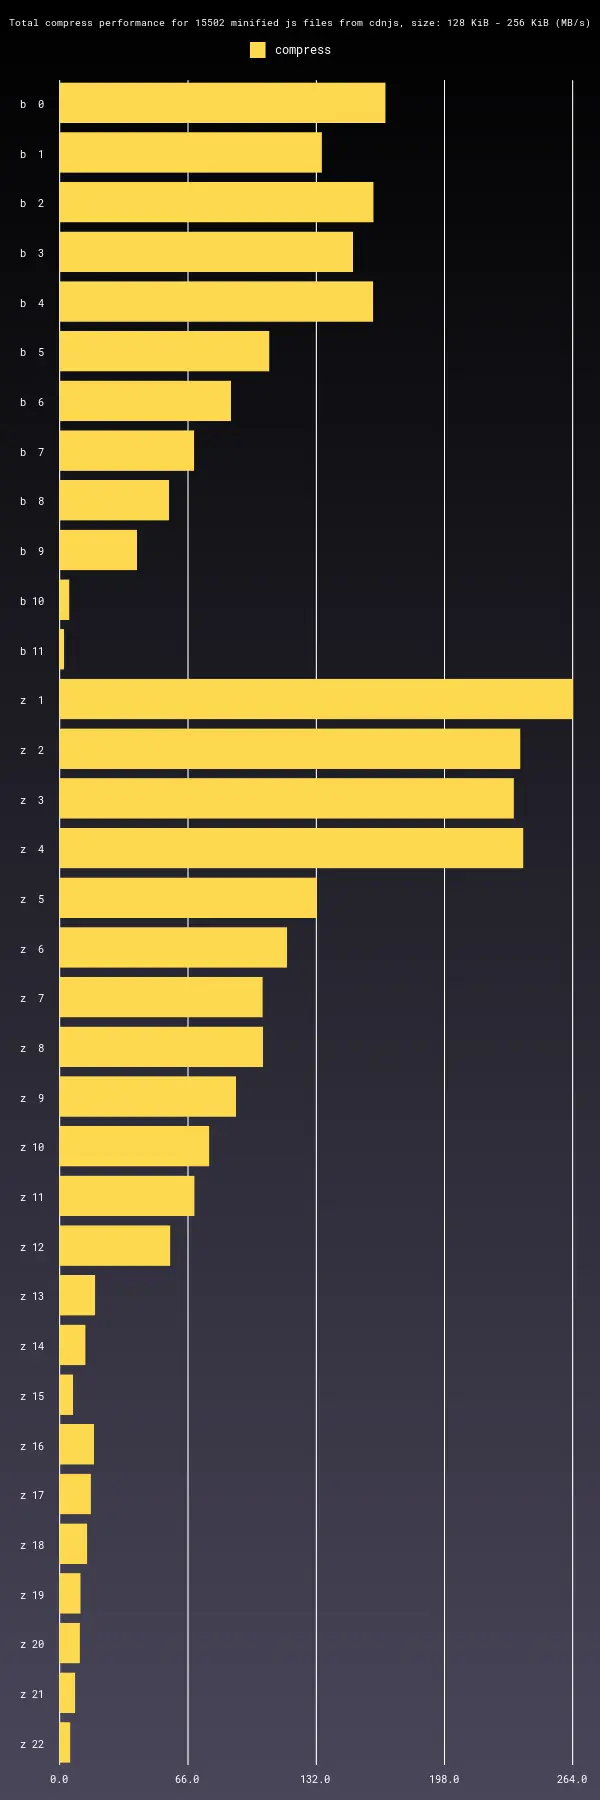 Total compress performance for 15502 minified js files from cdnjs, size: 128 KiB - 256 KiB (MB/s)
compress
b 0
b 1
b 2
b 3
b 4
b 5
b 6
b 7
b 8
b 9
b 10
b 11
z 1
z 2
z 3
z 4
z 5
z 6
z 7
z 8
z 9
z 10
z 11
z 12
z 13
z 14
z 15
z 16
z 17
z 18
z 19
z 20
z 21
z 22
0.0 66.0 132.0 198.0 264.0